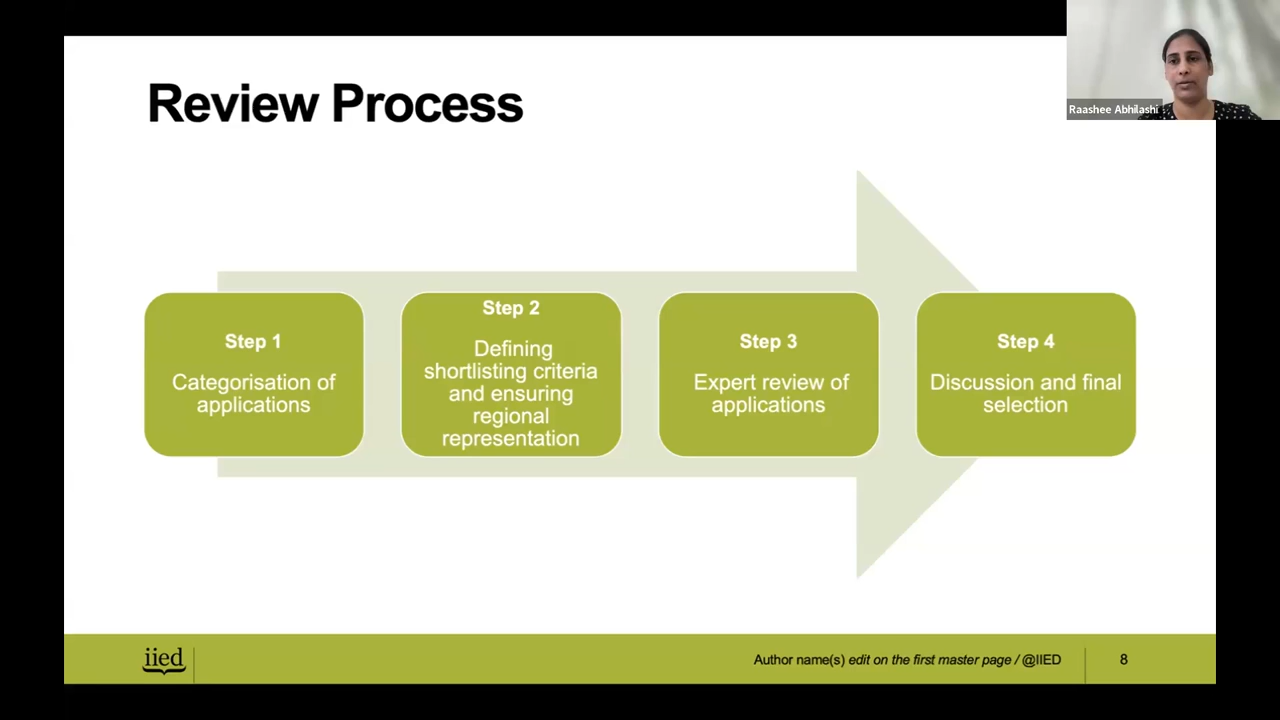 Review Process
Raashee Abhilashi
Step 1
Categorisation of
applications
Step 2
Defining
shortlisting criteria
and ensuring
regional
representation
Step 3
Expert review of
applications
Step 4
Discussion and final
selection
iied
Author name(s) edit on the first master page / @IIED
8